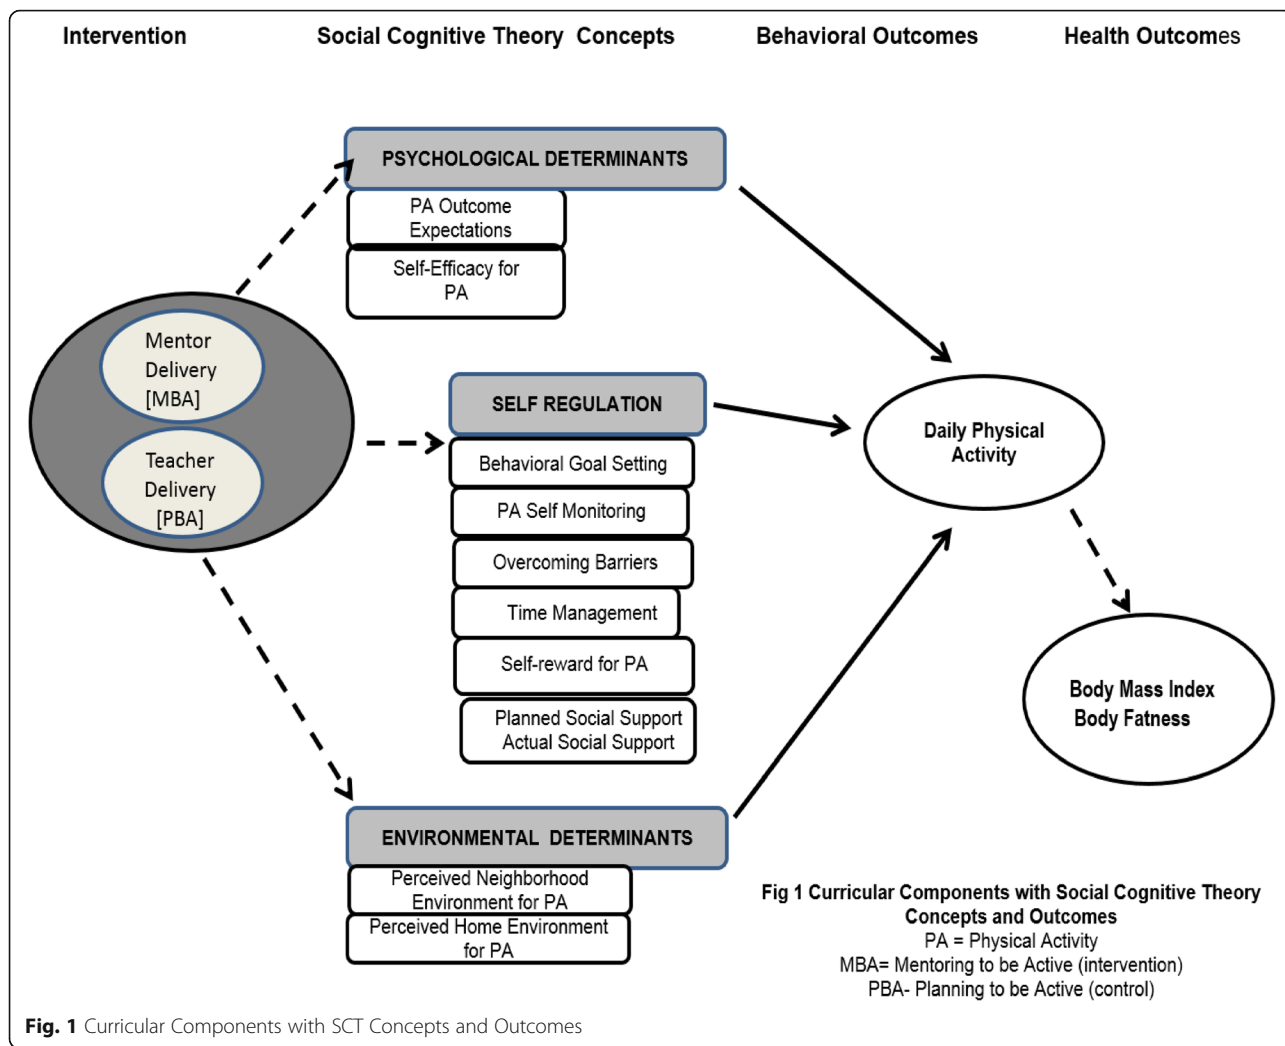 Intervention
Social Cognitive Theory Concepts
Behavioral Outcomes
Health Outcomes
PSYCHOLOGICAL DETERMINANTS
PA Outcome
Expectations
Self-Efficacy for
PA
Mentor
Delivery
[MBA]
Teacher
Delivery
[PBA]
SELF REGULATION
Behavioral Goal Setting
PA Self Monitoring
Overcoming Barriers
Time Management
Self-reward for PA
Planned Social Support
Actual Social Support
ENVIRONMENTAL DETERMINANTS
Perceived Neighborhood
Environment for PA
Perceived Home Environment
for PA
Daily Physical
Activity
Body Mass Index
Body Fatness
Fig 1 Curricular Components with Social Cognitive Theory
Concepts and Outcomes
PA = Physical Activity
MBA= Mentoring to be Active (intervention)
PBA- Planning to be Active (control)
Fig. 1 Curricular Components with SCT Concepts and Outcomes